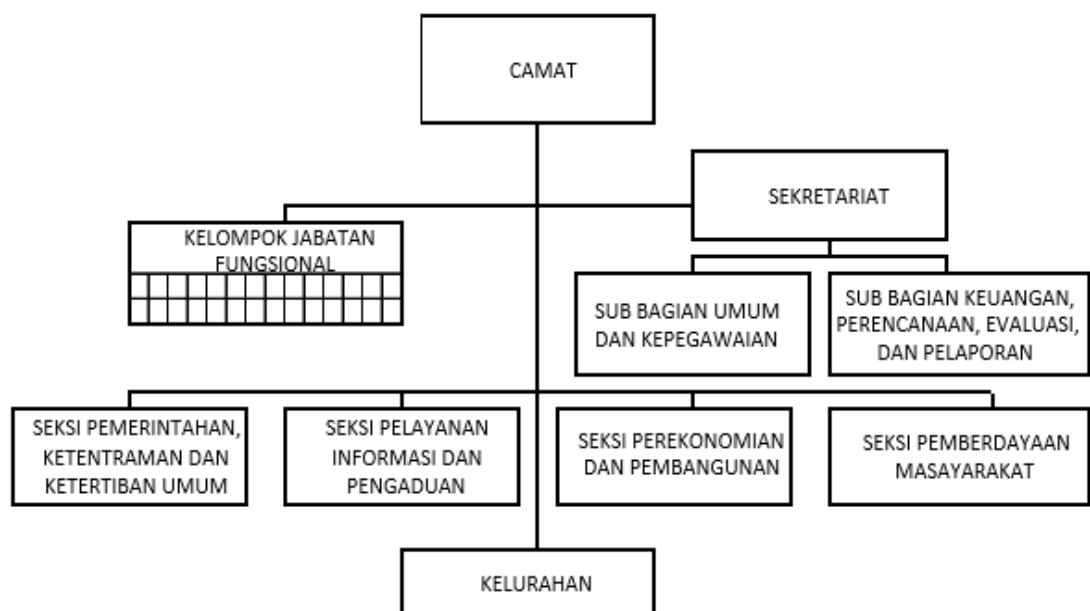 CAMAT
SEKRETARIAT
KELOMPOK JABATAN
FUNGSIONAL
SUB BAGIAN UMUM
DAN KEPEGAWAIAN
SUB BAGIAN KEUANGAN,
PERENCANAAN, EVALUASI,
DAN PELAPORAN
SEKSI PEMERINTAHAN,
KETENTRAMAN DAN
KETERTIBAN UMUM
SEKSI PELAYANAN
INFORMASI DAN
PENGADUAN
SEKSI PEREKONOMIAN
DAN PEMBANGUNAN
SEKSI PEMBERDAYAAN
MASAYARAKAT
KELURAHAN